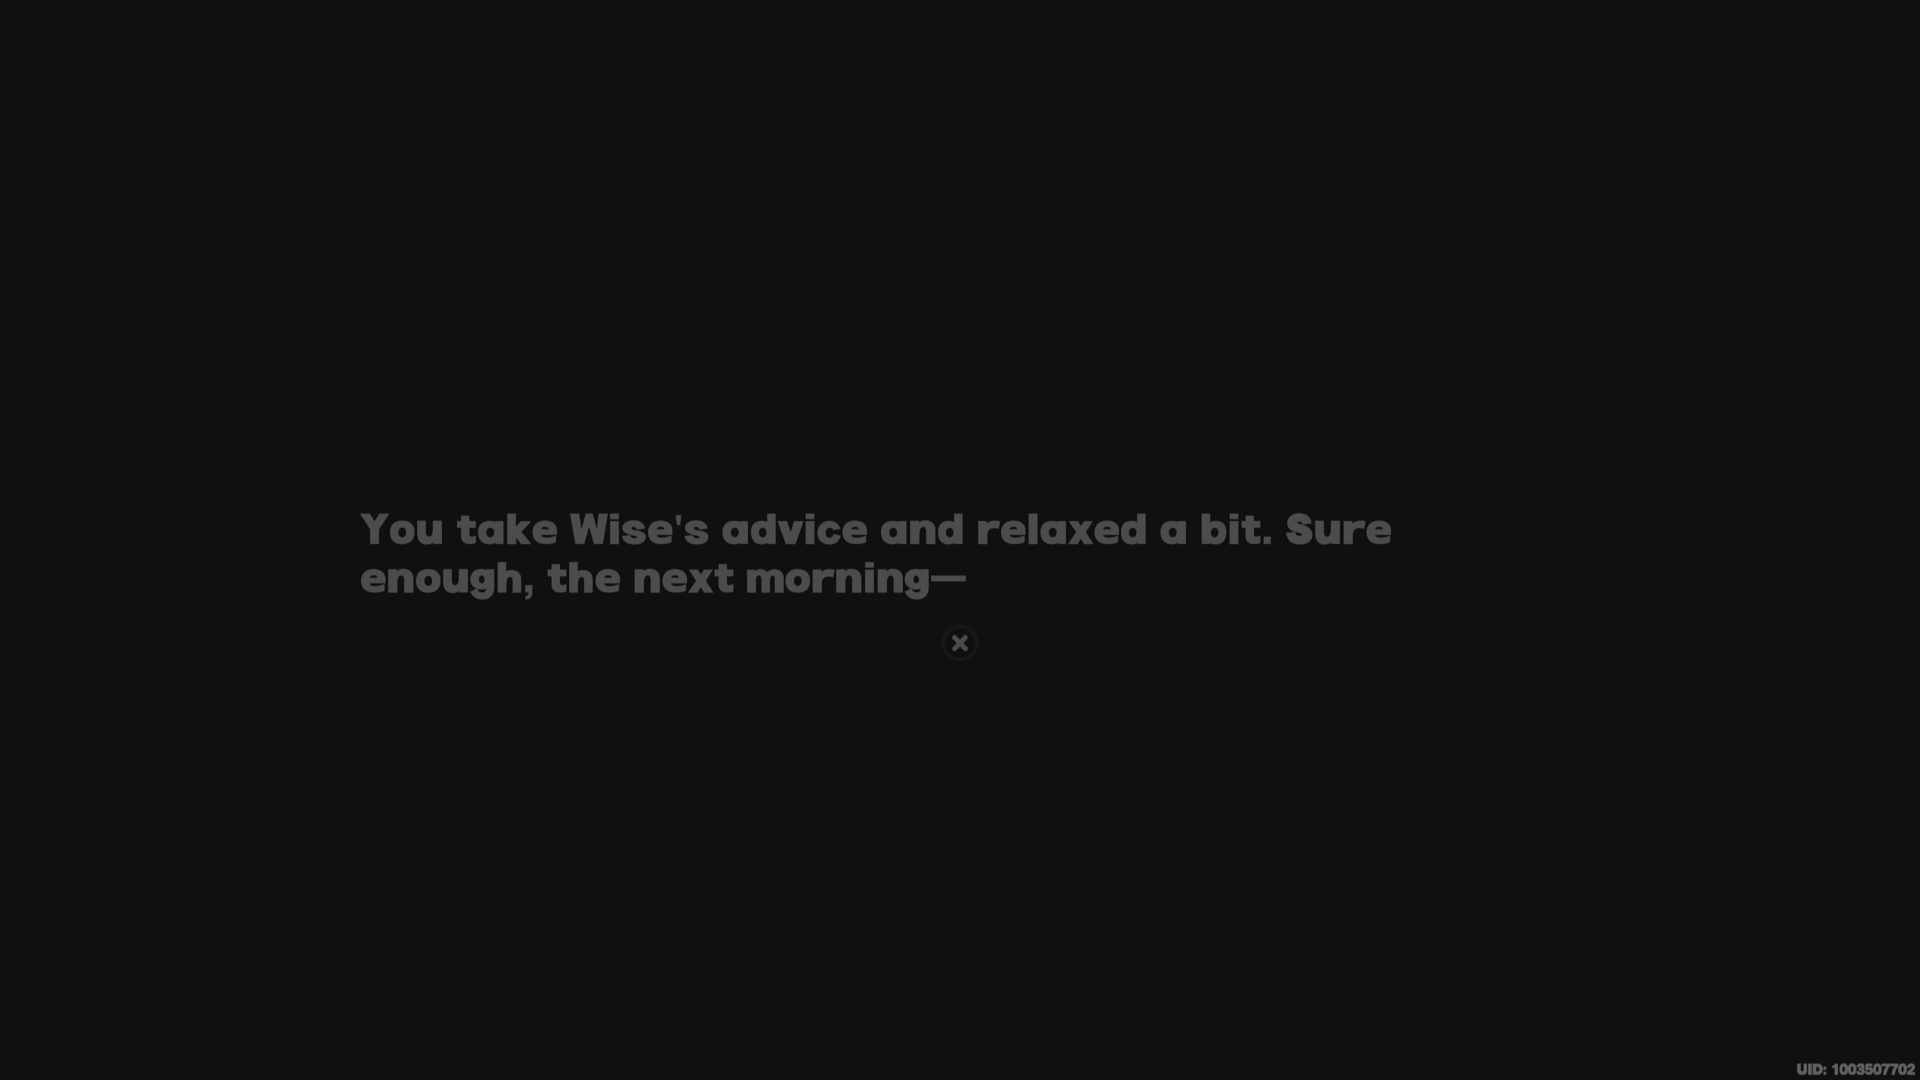 You take Wise's advice and relaxed a bit. Sure
enough, the next morning—
UID: 1003507702